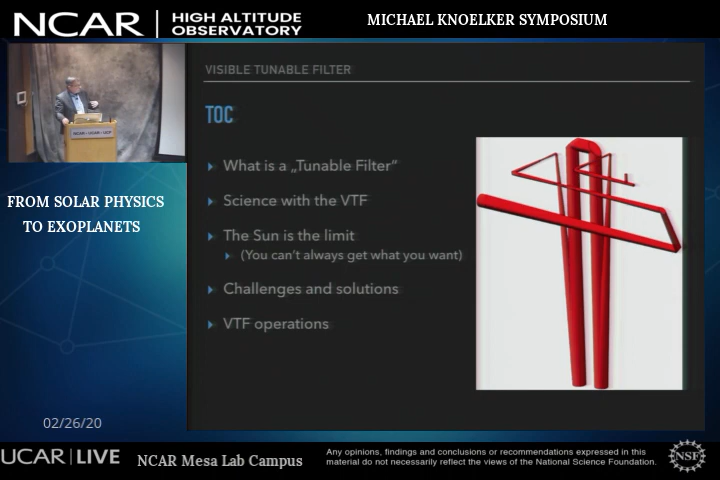 NCAR
HIGH ALTITUDE
OBSERVATORY
MICHAEL KNOELKER SYMPOSIUM
VISIBLE TUNABLE FILTER
TOC
What is a „Tunable Filter”
Science with the VTF
The Sun is the limit
(You can’t always get what you want)
Challenges and solutions
VTF operations
FROM SOLAR PHYSICS
TO EXOPLANETS
02/26/20
UCAR|LIVE
NCAR Mesa Lab Campus
Any opinions, findings and conclusions or recommendations expressed in this
material do not necessarily reflect the views of the National Science Foundation.
NSF